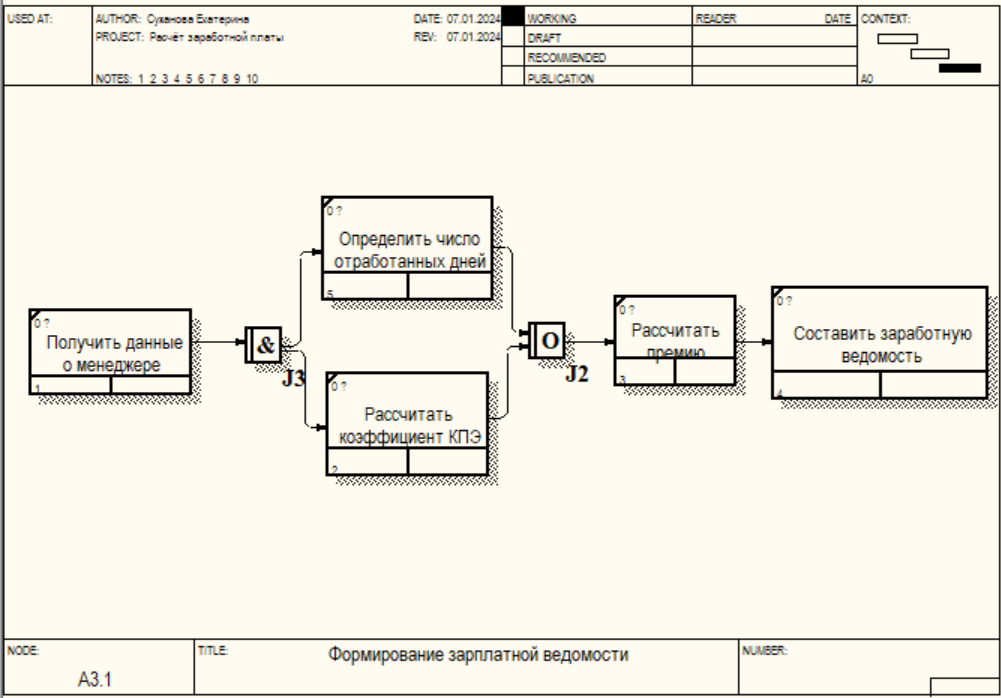 USED AT:
AUTHOR: Суханова Екатерина
DATE: 07.01.2024
PROJECT: Расчёт заработной платы
REV: 07.01.2024
NOTES: 1 2 3 4 5 6 7 8 9 10
WORKING
DRAFT
RECOMMENDED
PUBLICATION
READER
DATE
CONTEXT:
A0
0 ?
Получить данные
о менеджере
1
&
J3
0 ?
Определить число
отработанных дней
5
0 ?
Рассчитать
коэффициент КПЭ
2
O
J2
0 ?
Рассчитать
премию
3
0 ?
Составить заработную
ведомость
4
NODE:
A3.1
TITLE:
Формирование зарплатной ведомости
NUMBER: